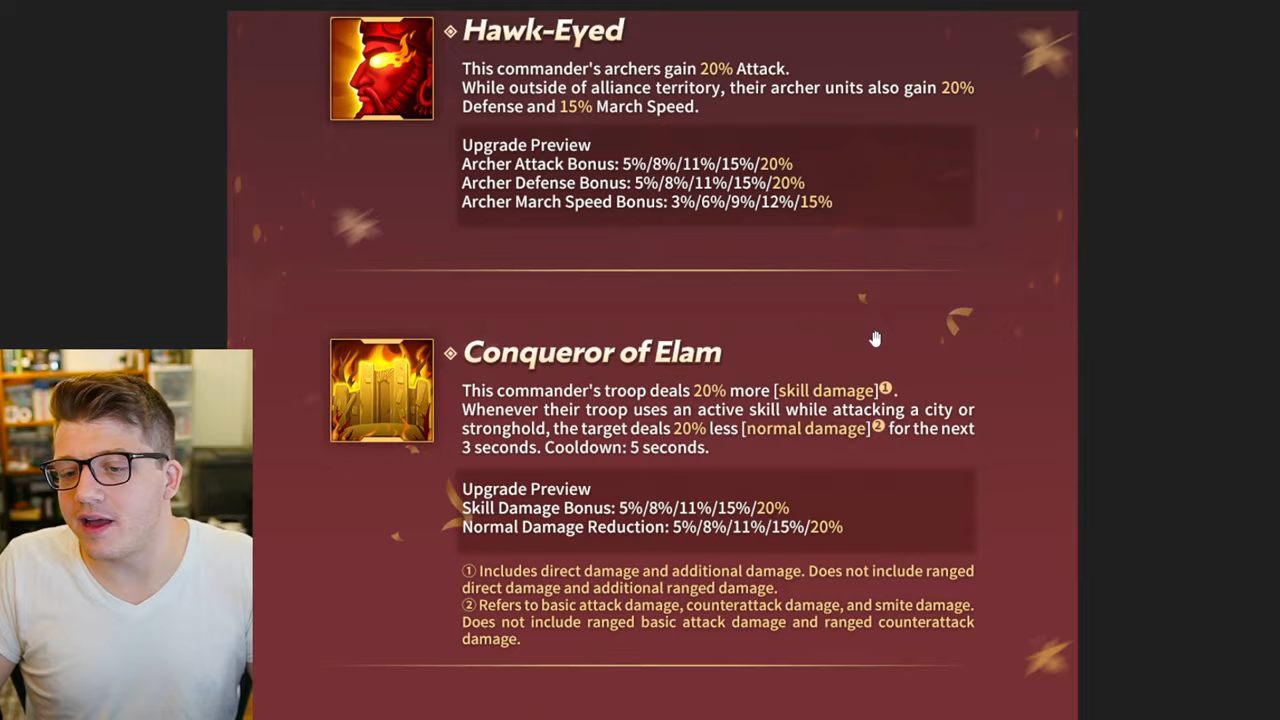 Hawk-Eyed
This commander's archers gain 20% Attack.
While outside of alliance territory, their archer units also gain 20%
Defense and 15% March Speed.
Upgrade Preview
Archer Attack Bonus: 5%/8%/11%/15%/20%
Archer Defense Bonus: 5%/8%/11%/15%/20%
Archer March Speed Bonus: 3%/6%/9%/12%/15%
Conqueror of Elam
This commander's troop deals 20% more [skill damage]①.
Whenever their troop uses an active skill while attacking a city or
stronghold, the target deals 20% less [normal damage]② for the next
3 seconds. Cooldown: 5 seconds.
Upgrade Preview
Skill Damage Bonus: 5%/8%/11%/15%/20%
Normal Damage Reduction: 5%/8%/11%/15%/20%
① Includes direct damage and additional damage. Does not include ranged
direct damage and additional ranged damage.
② Refers to basic attack damage, counterattack damage, and smite damage.
Does not include ranged basic attack damage and ranged counterattack
damage.